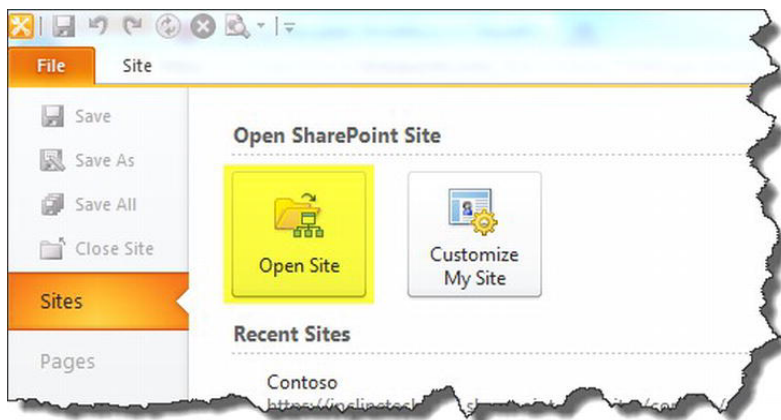 File Site
Save
Save As
Save All
Close Site
Sites
Pages
Open SharePoint Site
Open Site
Customize
My Site
Recent Sites
Contoso